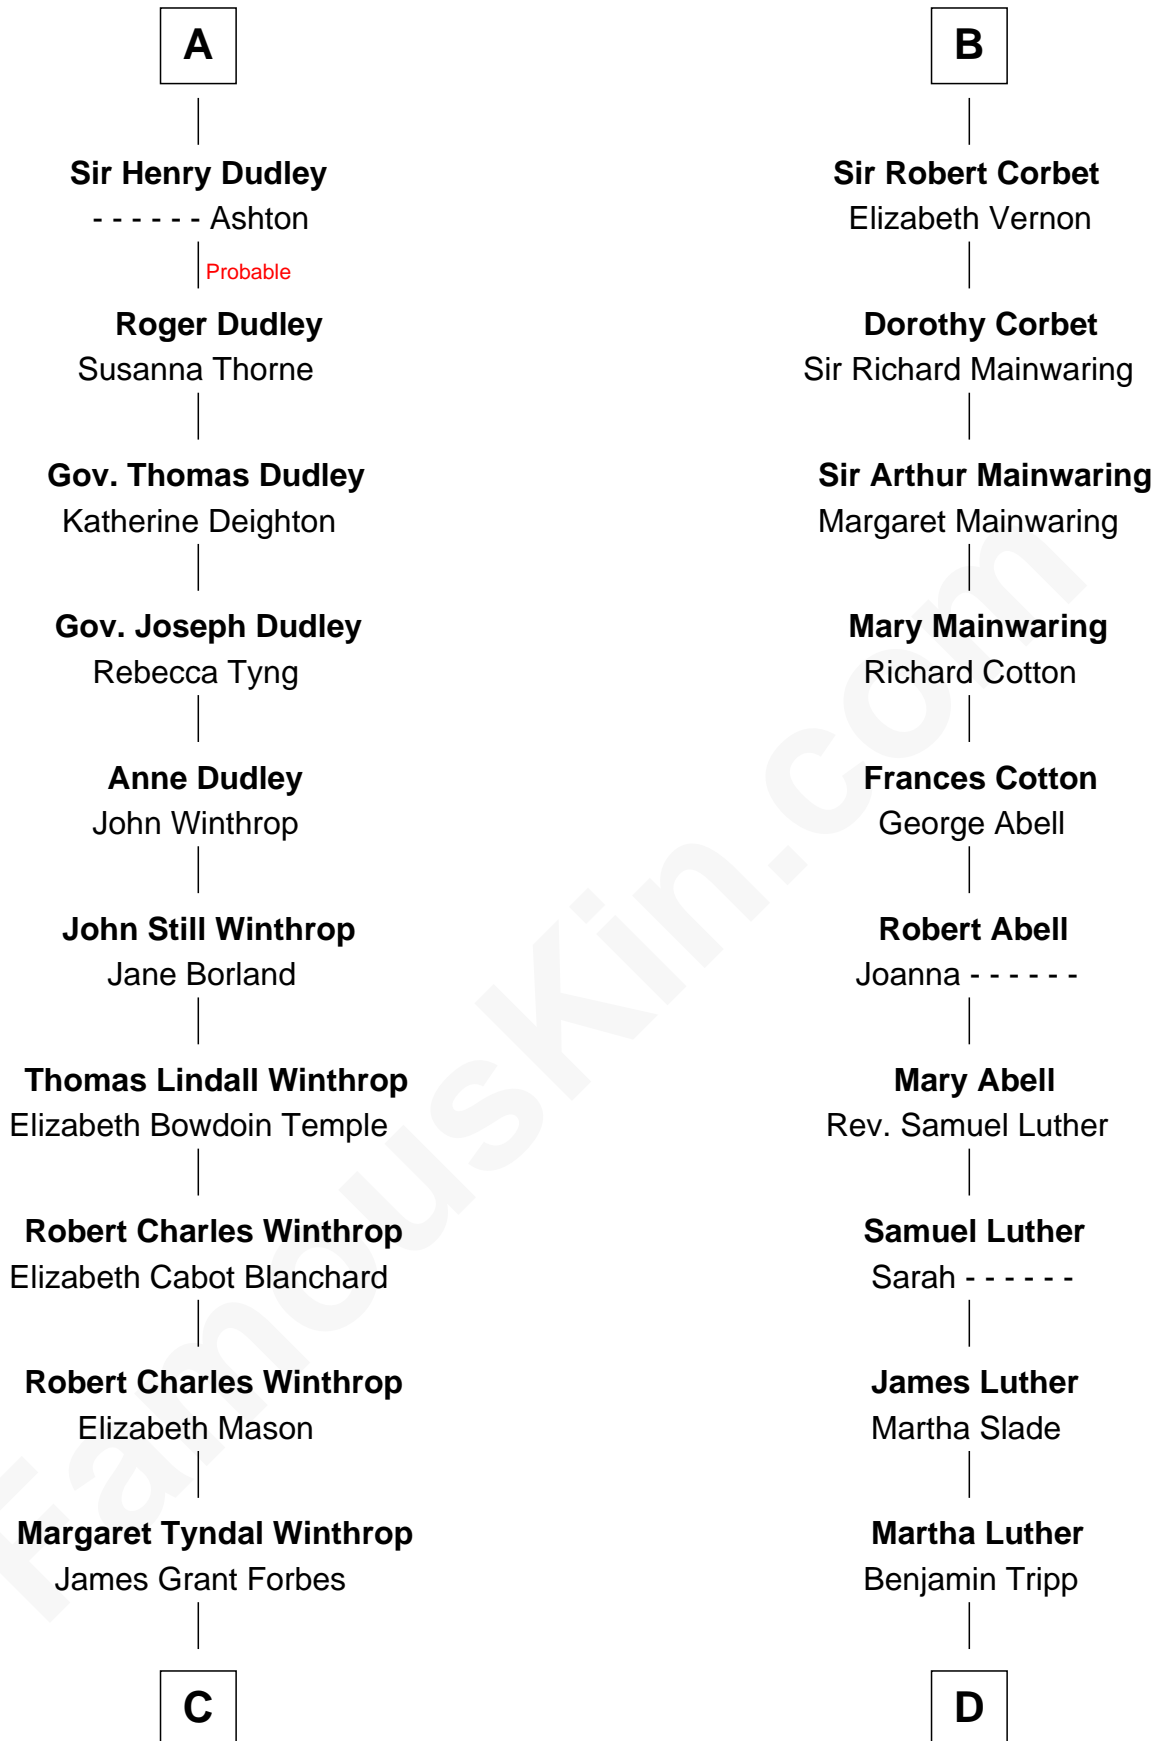 A
Sir Henry Dudley
- - - - - - Ashton
Probable
Roger Dudley
Susanna Thorne
Gov. Thomas Dudley
Katherine Deighton
Gov. Joseph Dudley
Rebecca Tyng
Anne Dudley
John Winthrop
John Still Winthrop
Jane Borland
Thomas Lindall Winthrop
Elizabeth Bowdoin Temple
Robert Charles Winthrop
Elizabeth Cabot Blanchard
Robert Charles Winthrop
Elizabeth Mason
Margaret Tyndal Winthrop
James Grant Forbes
C
B
Sir Robert Corbet
Elizabeth Vernon
Dorothy Corbet
Sir Richard Mainwaring
Sir Arthur Mainwaring
Margaret Mainwaring
Mary Mainwaring
Richard Cotton
Frances Cotton
George Abell
Robert Abell
Joanna - - - - - -
Mary Abell
Rev. Samuel Luther
Samuel Luther
Sarah - - - - - -
James Luther
Martha Slade
Martha Luther
Benjamin Tripp
D
FamousKin.com